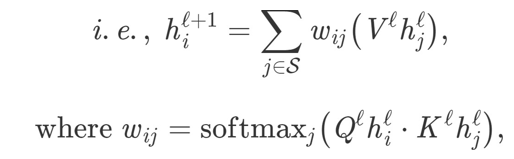 i. e., h_i^{ℓ+1} = ∑_{j∈𝒮} w_{ij}(V^ℓ h_j^ℓ),
where w_{ij} = softmax_j(Q^ℓ h_i^ℓ · K^ℓ h_j^ℓ),